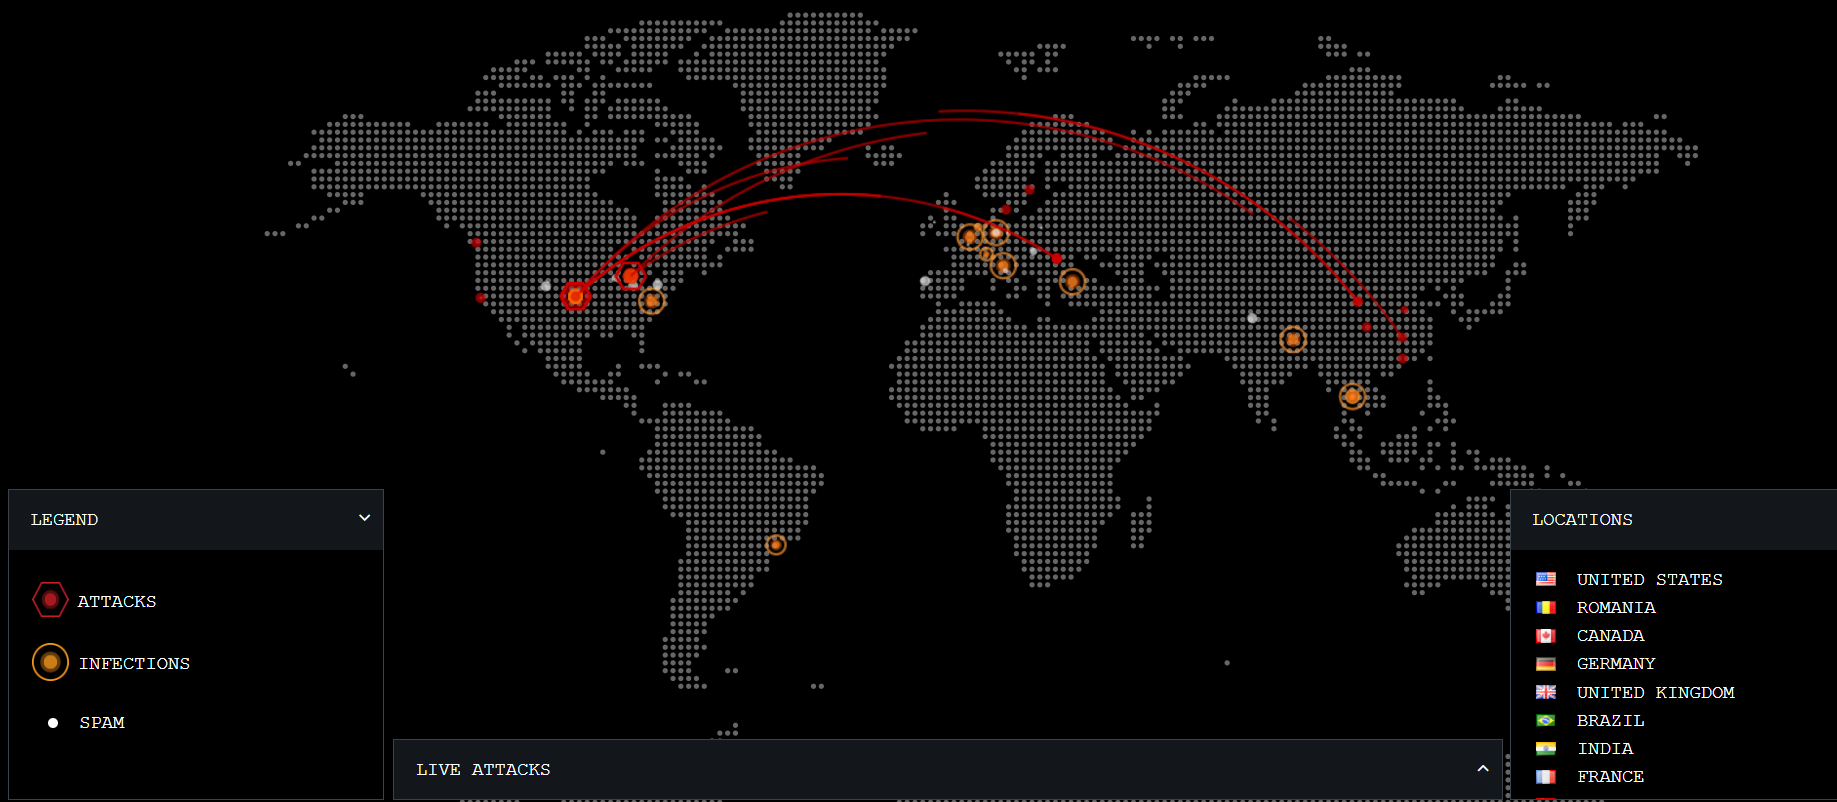 LEGEND
ATTACKS
INFECTIONS
SPAM
LIVE ATTACKS
LOCATIONS
UNITED STATES
ROMANIA
CANADA
GERMANY
UNITED KINGDOM
BRAZIL
INDIA
FRANCE